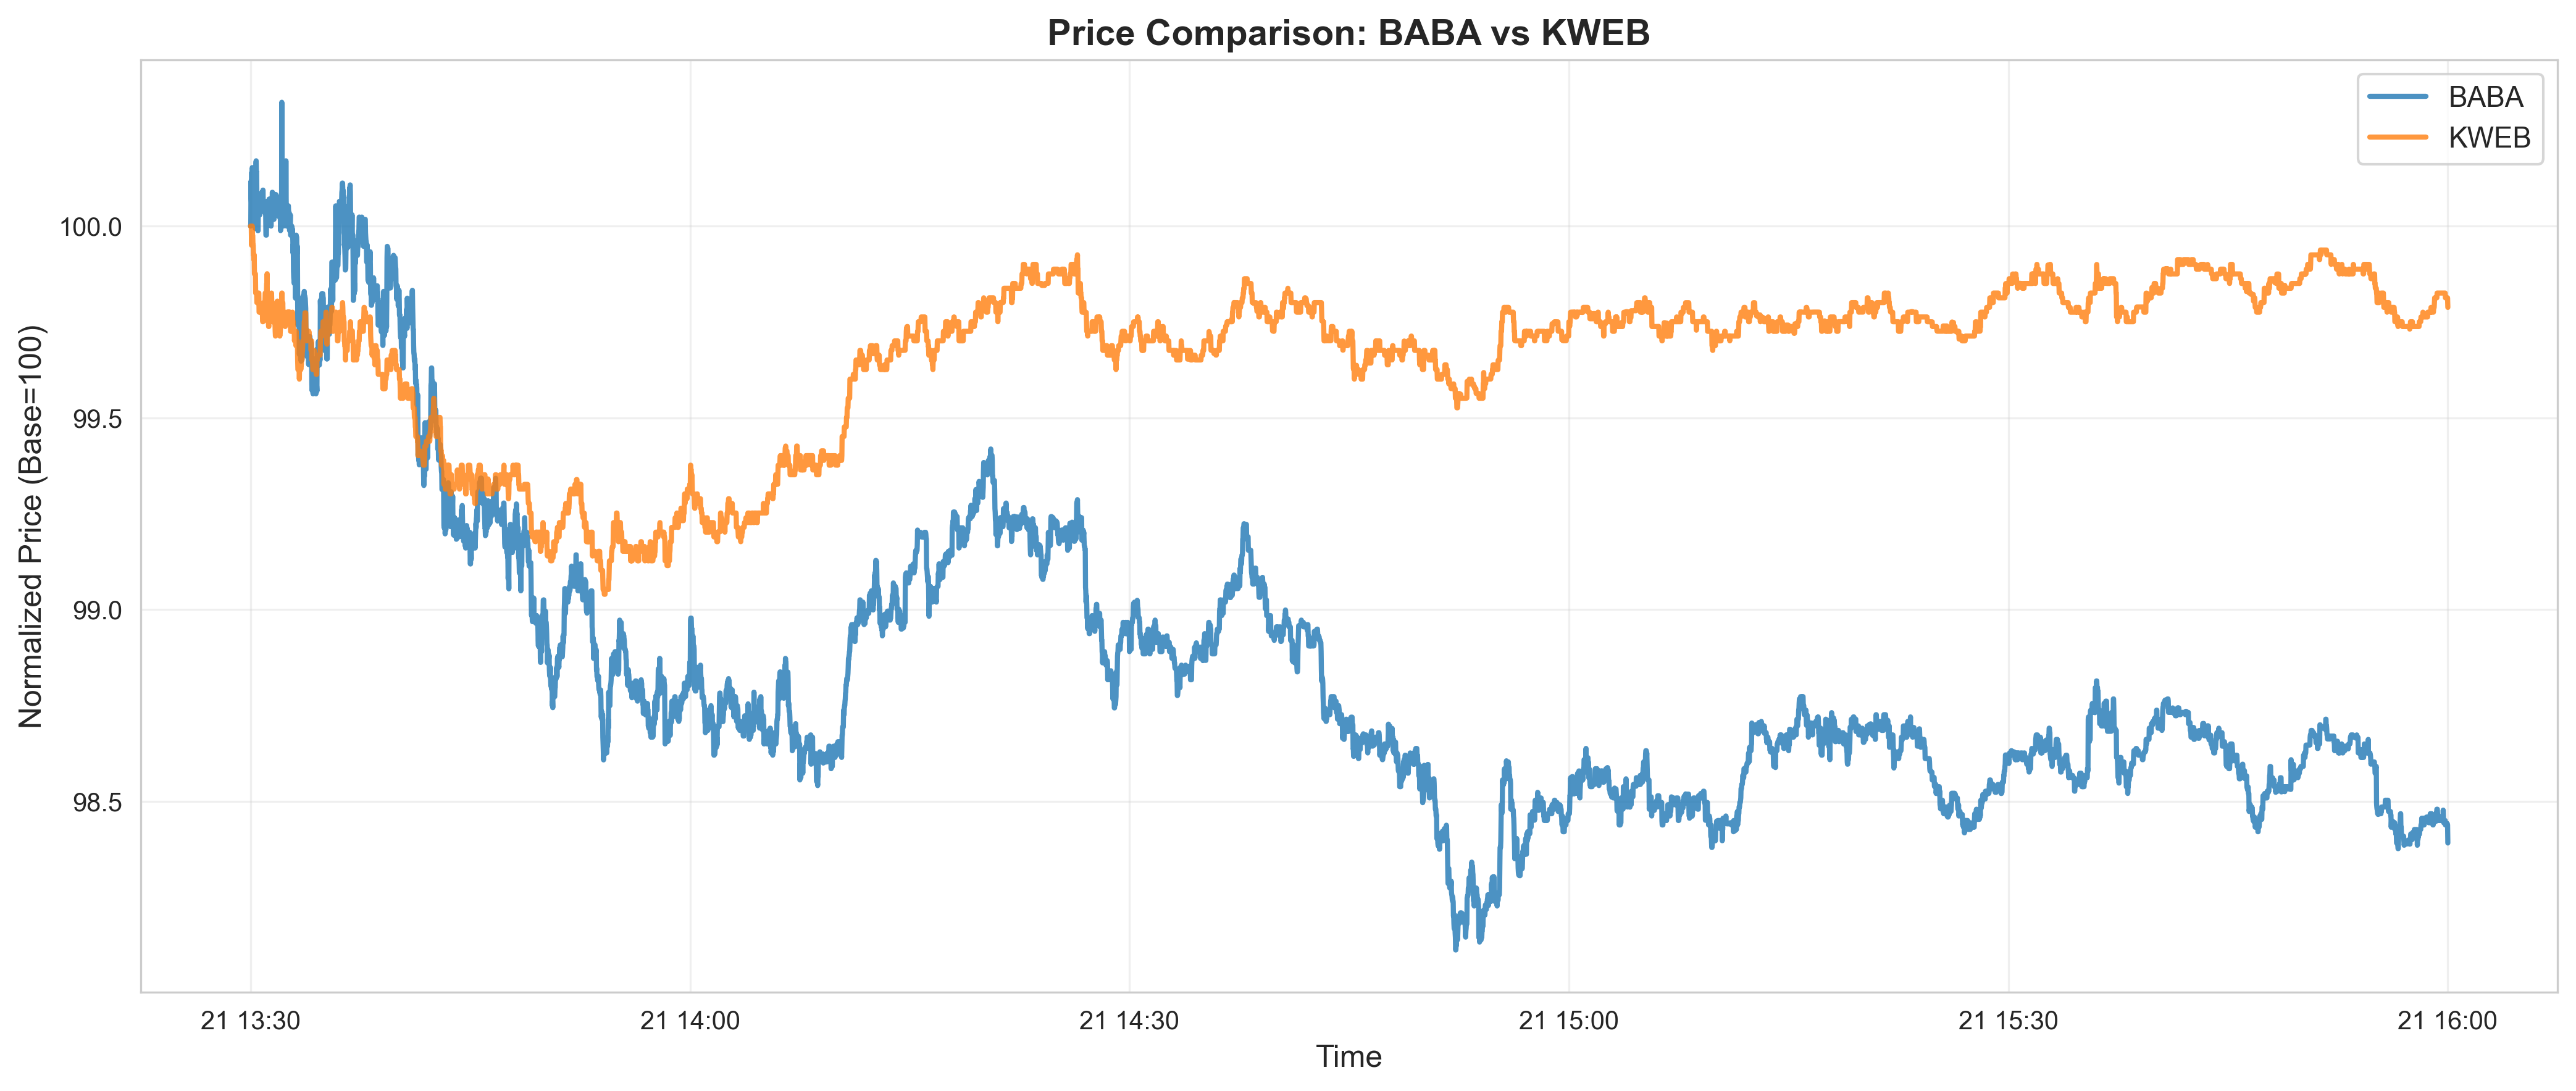 Price Comparison: BABA vs KWEB
BABA
KWEB
Normalized Price (Base=100)
100.0
99.5
99.0
98.5
21 13:30
21 14:00
21 14:30
21 15:00
21 15:30
21 16:00
Time